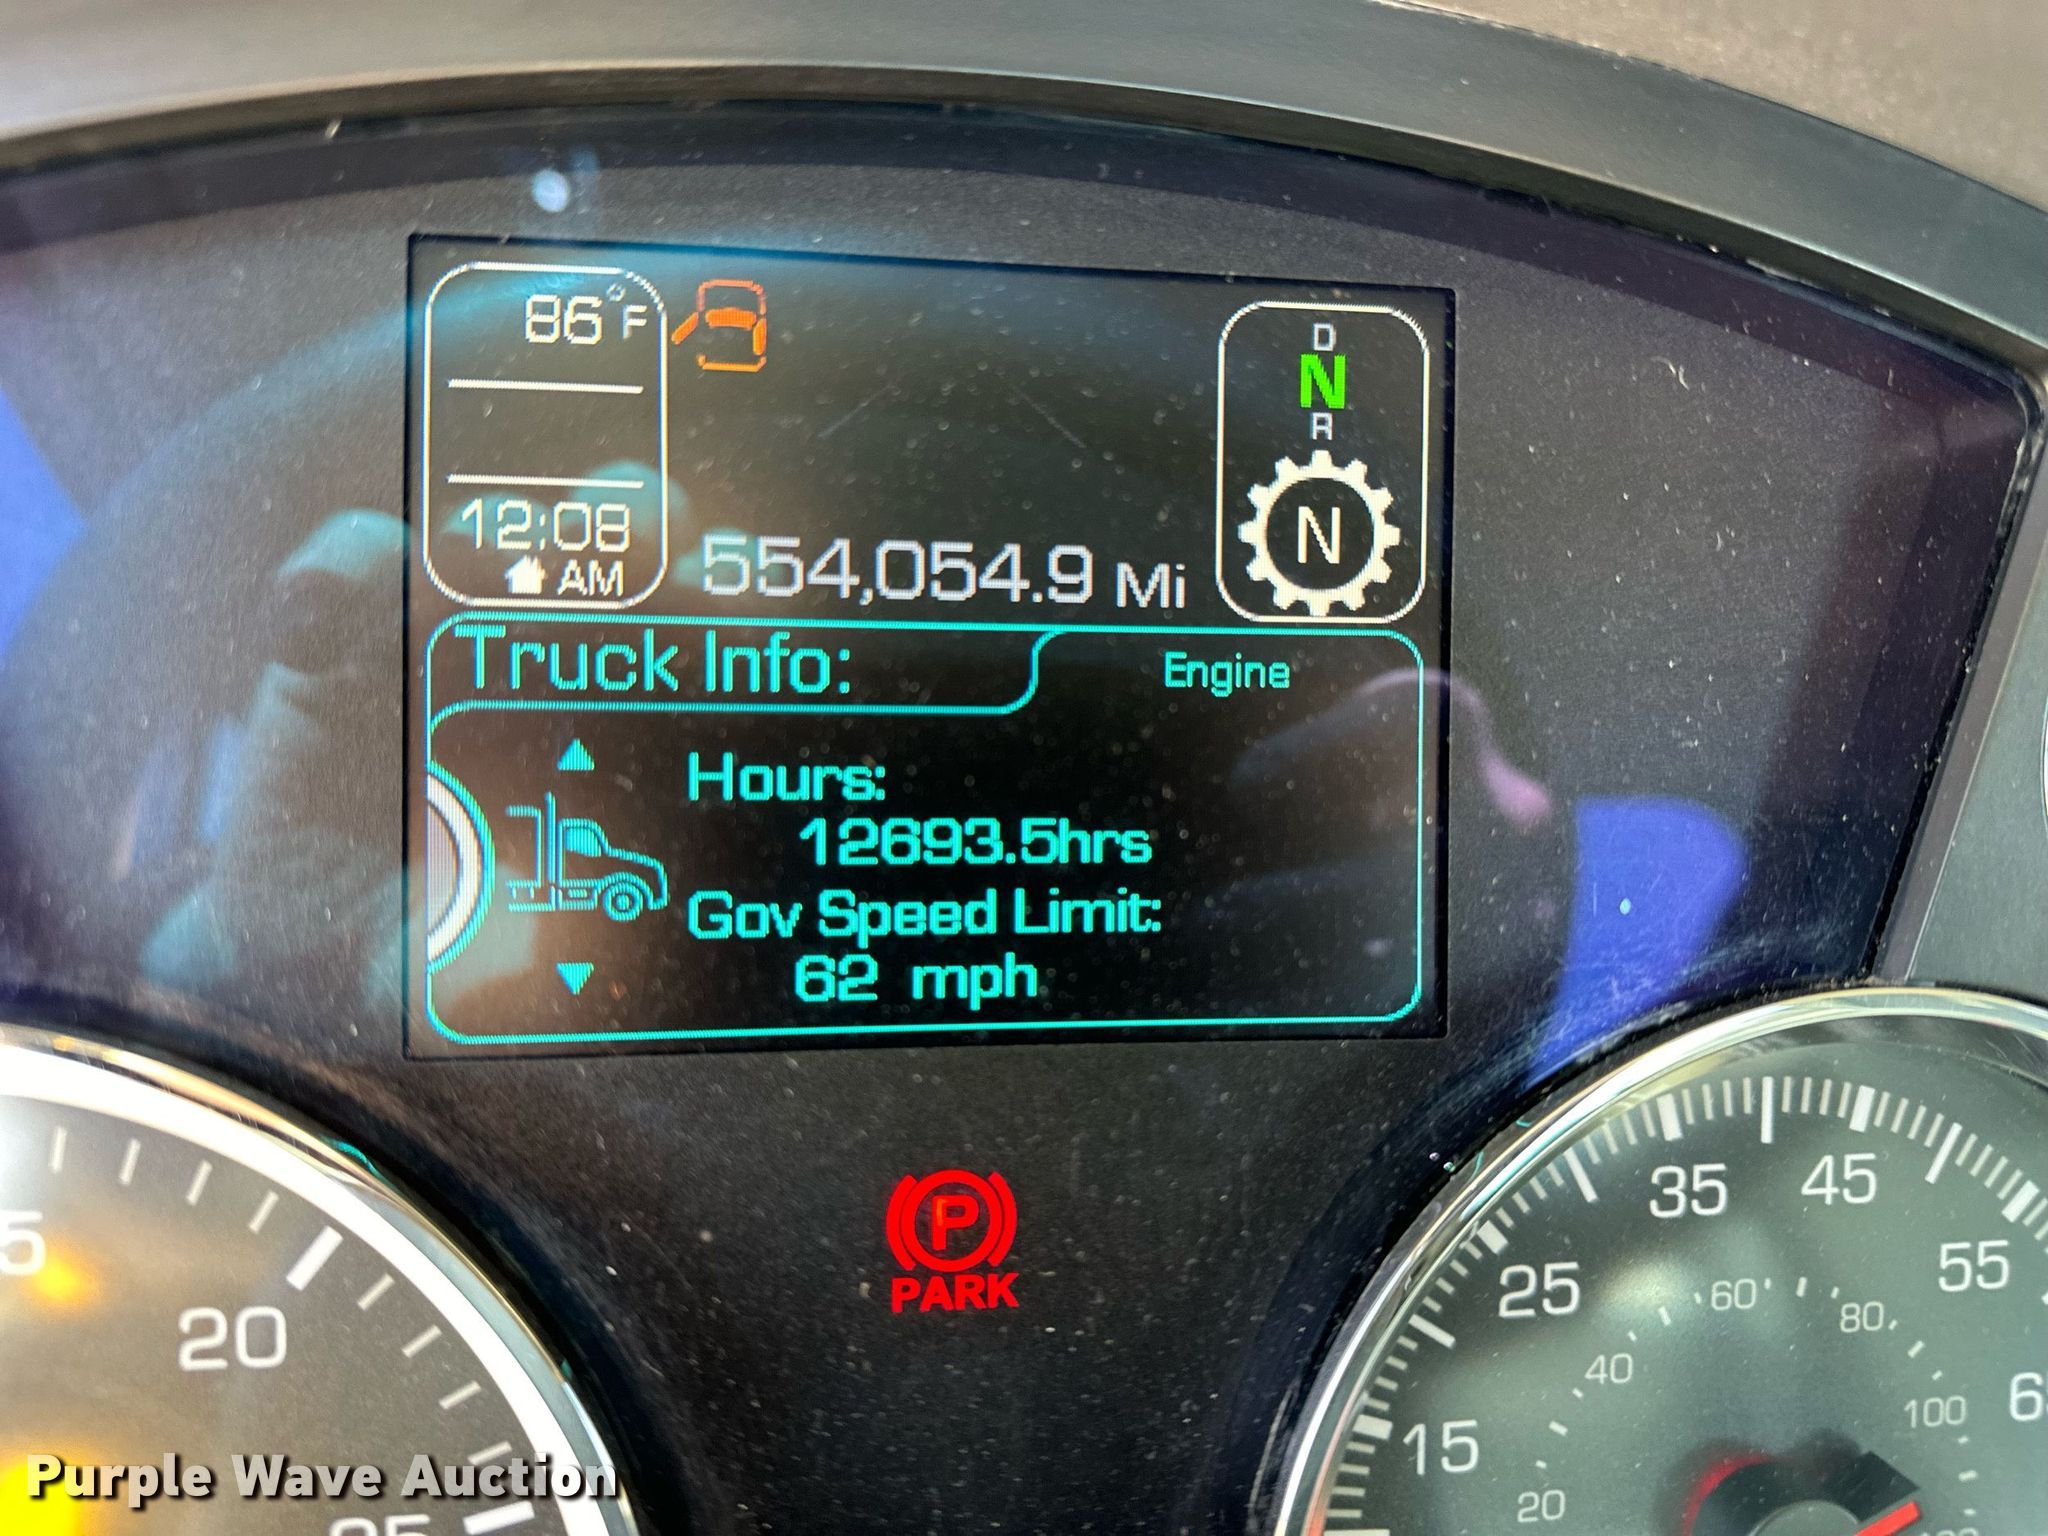 86°F
12:08
AM
554,054.9 Mi
D
N
R
N
Truck Info:
Engine
Hours:
12693.5hrs
Gov Speed Limit:
62 mph
P
PARK
20
15
25
35
45
55
20
40
60
80
100
Purple Wave Auction